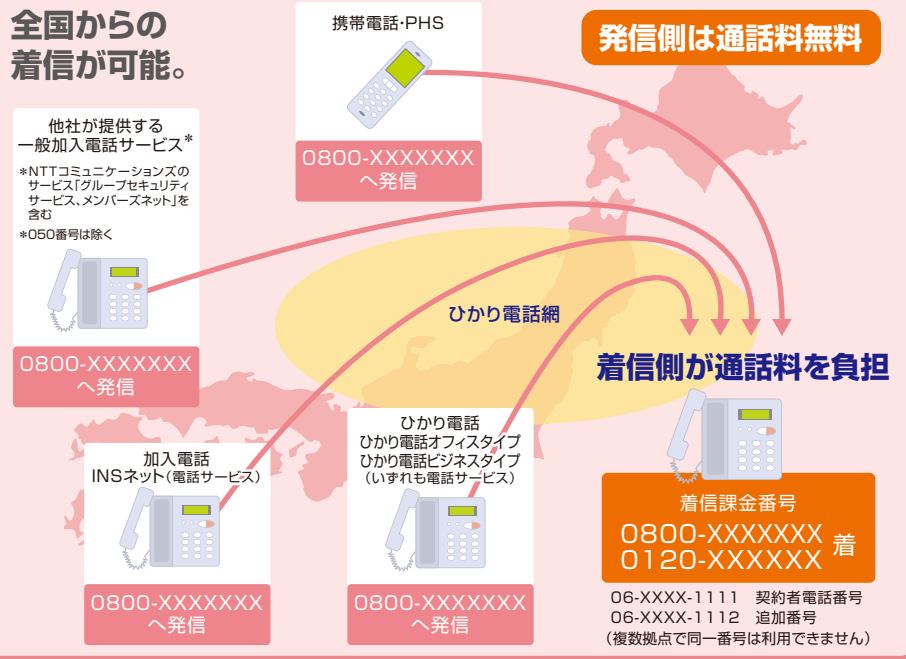 全国からの
着信が可能。
携帯電話・PHS
0800-XXXXXXX
へ発信
発信側は通話料無料
他社が提供する
一般加入電話サービス*
*NTTコミュニケーションズの
サービス「グループセキュリティ
サービス、メンバーズネット」を
含む
*050番号は除く
0800-XXXXXXX
へ発信
ひかり電話網
加入電話
INSネット(電話サービス)
0800-XXXXXXX
へ発信
ひかり電話
ひかり電話オフィスタイプ
ひかり電話ビジネスタイプ
(いずれも電話サービス)
0800-XXXXXXX
へ発信
着信側が通話料を負担
着信課金番号
0800-XXXXXXX
0120-XXXXXX
着
06-XXXX-1111 契約者電話番号
06-XXXX-1112 追加番号
(複数拠点で同一番号は利用できません)